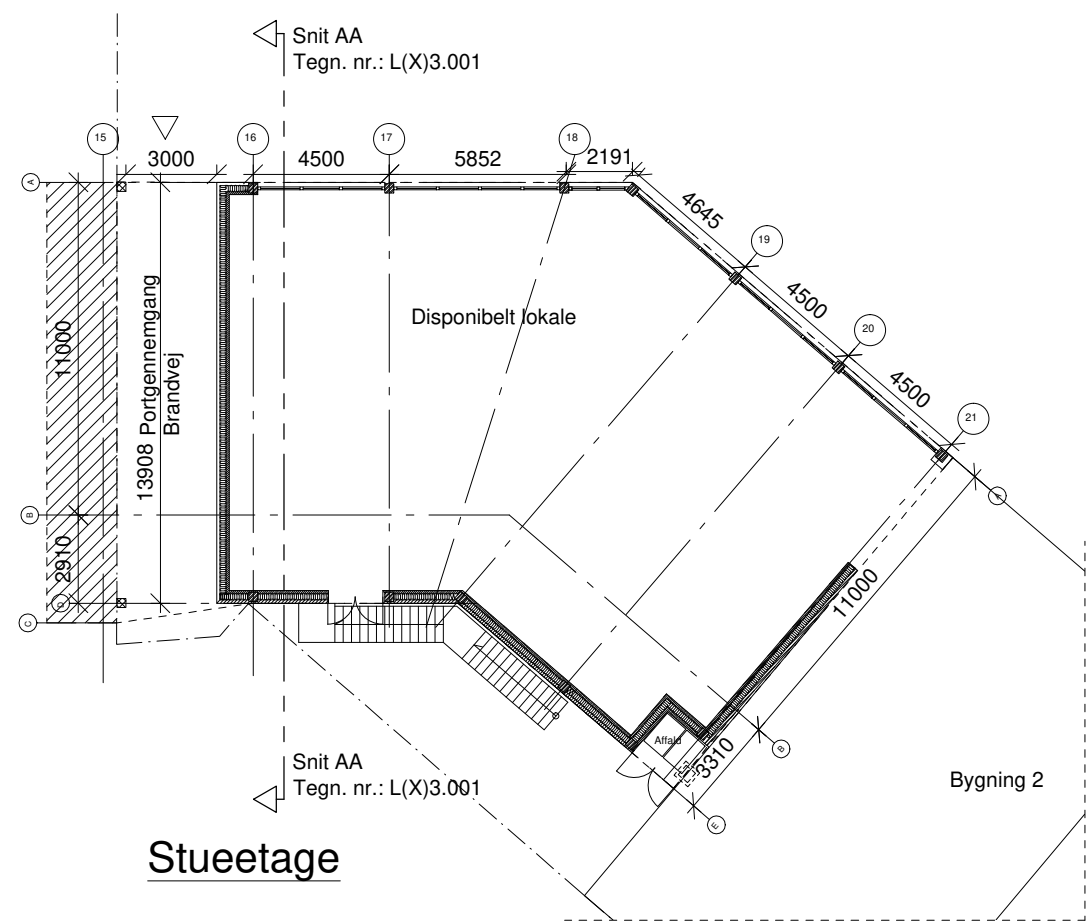 Snit AA
Tegn. nr.: L(X)3.001
15
16
17
18
3000
4500
5852
2191
A
4645
19
4500
20
4500
21
Disponibelt lokale
11000
13908 Portgennemgang
Brandvej
A
B
2910
D
C
11000
Affald
3310
B
E
Snit AA
Tegn. nr.: L(X)3.001
Bygning 2
Stueetage